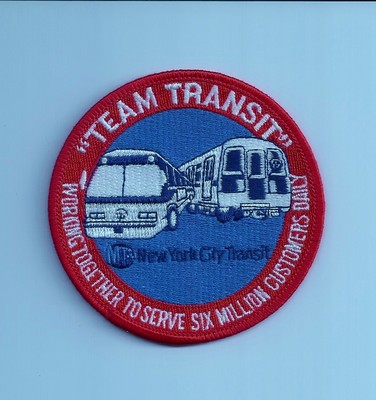 "TEAM TRANSIT"
MTA New York City Transit
WORKING TOGETHER TO SERVE SIX MILLION CUSTOMERS DAILY